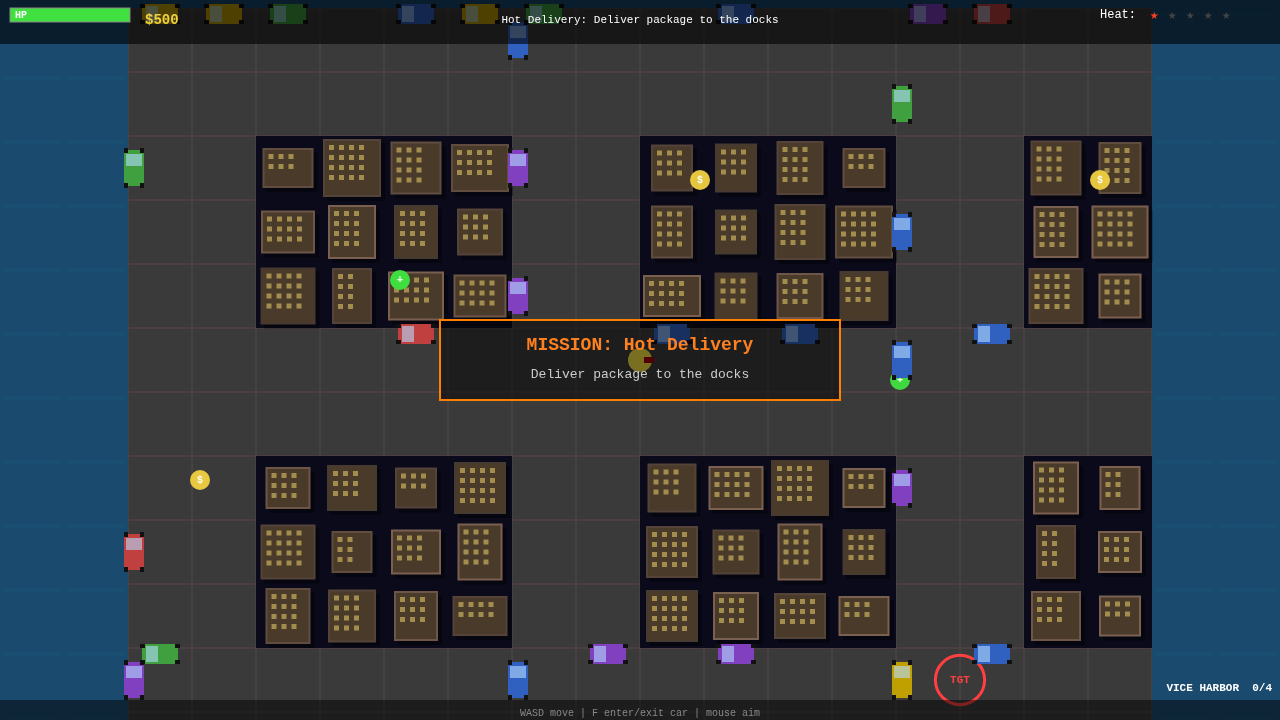 HP
$500
Hot Delivery: Deliver package to the docks
Heat: ★ ★ ★ ★ ★
$
$
+
MISSION: Hot Delivery
Deliver package to the docks
+
$
TGT
VICE HARBOR 0/4
WASD move | F enter/exit car | mouse aim